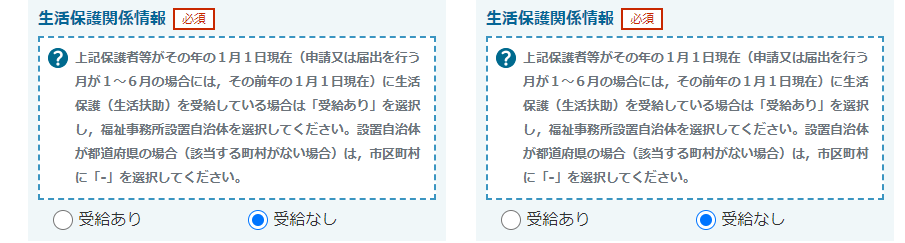 生活保護関係情報 必須
? 上記保護者等がその年の１月１日現在（申請又は届出を行う
月が１～６月の場合には，その前年の１月１日現在）に生活
保護（生活扶助）を受給している場合は「受給あり」を選択
し，福祉事務所設置自治体を選択してください。設置自治体
が都道府県の場合（該当する町村がない場合）は，市区町村
に「-」を選択してください。
受給あり 受給なし
生活保護関係情報 必須
? 上記保護者等がその年の１月１日現在（申請又は届出を行う
月が１～６月の場合には，その前年の１月１日現在）に生活
保護（生活扶助）を受給している場合は「受給あり」を選択
し，福祉事務所設置自治体を選択してください。設置自治体
が都道府県の場合（該当する町村がない場合）は，市区町村
に「-」を選択してください。
受給あり 受給なし